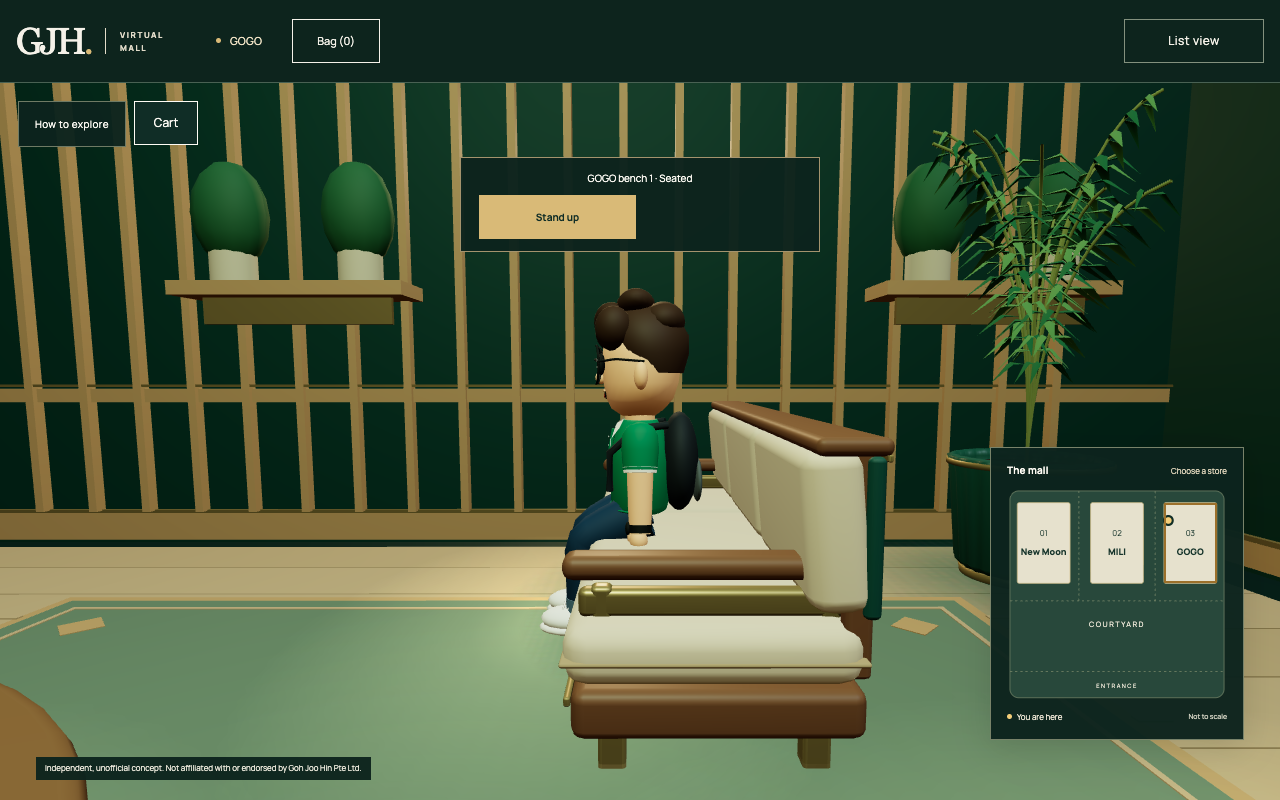 GJH.
VIRTUAL
MALL
GOGO
Bag (0)
List view
How to explore
Cart
GOGO bench 1 · Seated
Stand up
The mall
Choose a store
01
New Moon
02
MILI
03
GOGO
COURTYARD
ENTRANCE
You are here
Not to scale
Independent, unofficial concept. Not affiliated with or endorsed by Goh Joo Hin Pte Ltd.